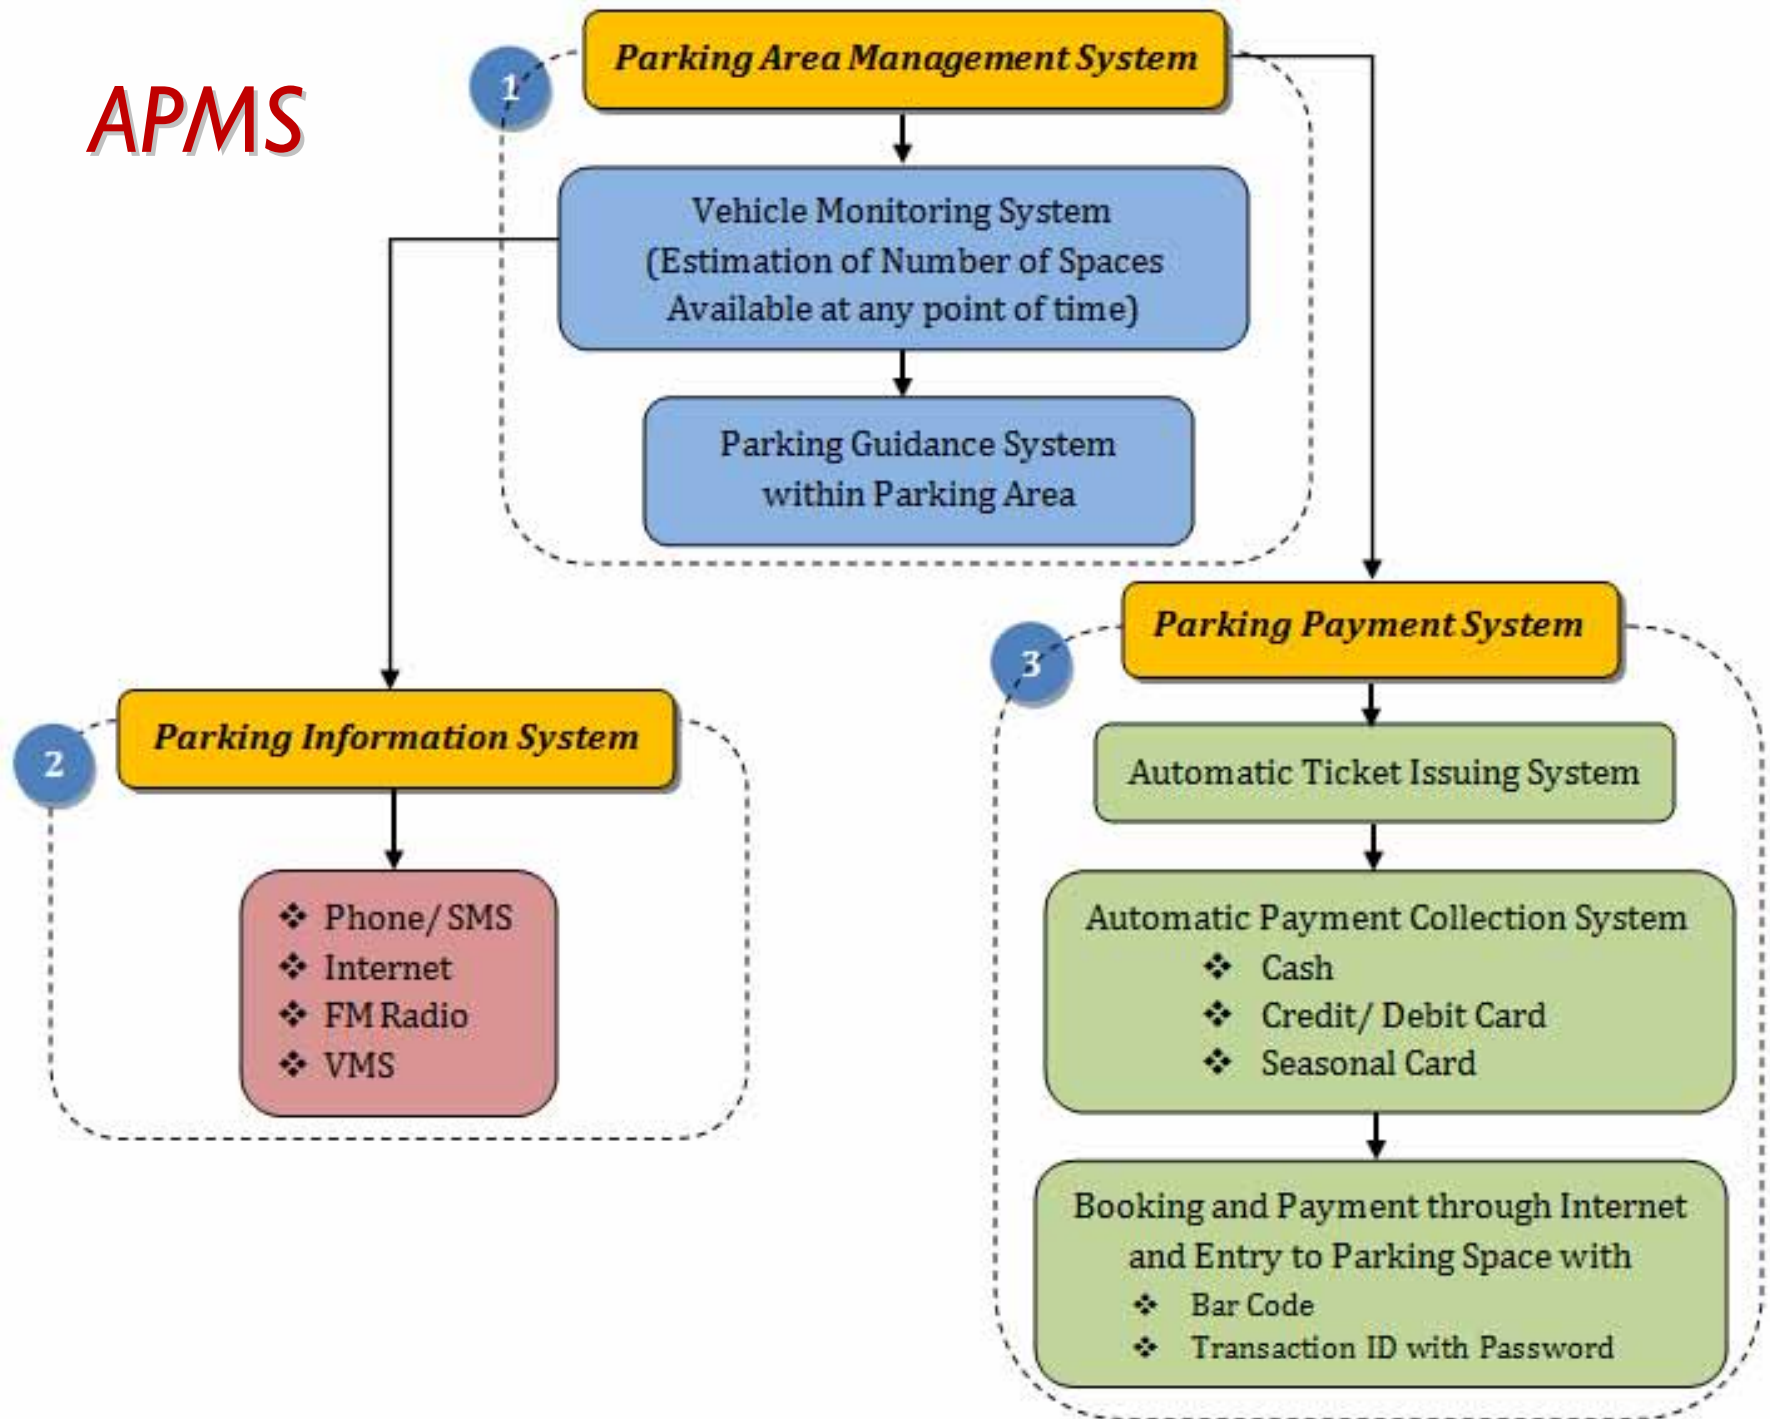 APMS
1
Parking Area Management System
Vehicle Monitoring System
(Estimation of Number of Spaces
Available at any point of time)
Parking Guidance System
within Parking Area
2
Parking Information System
❖ Phone/ SMS
❖ Internet
❖ FM Radio
❖ VMS
3
Parking Payment System
Automatic Ticket Issuing System
Automatic Payment Collection System
❖ Cash
❖ Credit/ Debit Card
❖ Seasonal Card
Booking and Payment through Internet
and Entry to Parking Space with
❖ Bar Code
❖ Transaction ID with Password